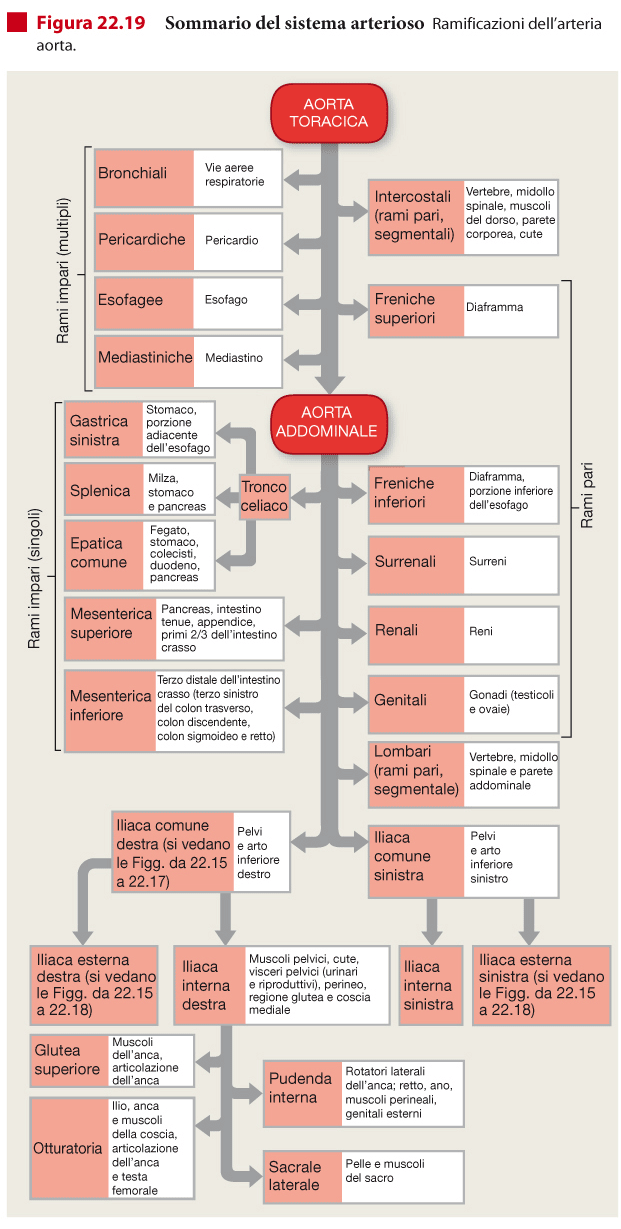 Figura 22.19 Sommario del sistema arterioso Ramificazioni dell'arteria
aorta.
AORTA
TORACICA
Rami impari (multipli)
Bronchiali
Vie aeree
respiratorie
Pericardiche
Pericardio
Esofagee
Esofago
Mediastiniche
Mediastino
Intercostali
(rami pari,
segmentali)
Vertebre, midollo
spinale, muscoli
del dorso, parete
corporea, cute
Freniche
superiori
Diaframma
Rami pari
AORTA
ADDOMINALE
Rami impari (singoli)
Gastrica
sinistra
Stomaco,
porzione
adiacente
dell'esofago
Splenica
Milza,
stomaco
e pancreas
Epatica
comune
Fegato,
stomaco,
colecisti,
duodeno,
pancreas
Tronco
celiaco
Mesenterica
superiore
Pancreas, intestino
tenue, appendice,
primi 2/3 dell'intestino
crasso
Mesenterica
inferiore
Terzo distale dell'intestino
crasso (terzo sinistro
del colon trasverso,
colon discendente,
colon sigmoideo e retto)
Freniche
inferiori
Diaframma,
porzione inferiore
dell'esofago
Surrenali
Surreni
Renali
Reni
Genitali
Gonadi (testicoli
e ovaie)
Lombari
(rami pari,
segmentale)
Vertebre, midollo
spinale e parete
addominale
Iliaca comune
destra (si vedano
le Figg. da 22.15
a 22.17)
Pelvi
e arto
inferiore
destro
Iliaca
comune
sinistra
Pelvi
e arto
inferiore
sinistro
Iliaca esterna
destra (si vedano
le Figg. da 22.15
a 22.18)
Iliaca
interna
destra
Muscoli pelvici, cute,
visceri pelvici (urinari
e riproduttivi), perineo,
regione glutea e coscia
mediale
Iliaca
interna
sinistra
Iliaca esterna
sinistra (si vedano
le Figg. da 22.15
a 22.18)
Glutea
superiore
Muscoli
dell'anca,
articolazione
dell'anca
Otturatoria
Ilio, anca
e muscoli
della coscia,
articolazione
dell'anca
e testa
femorale
Pudenda
interna
Rotatori laterali
dell'anca; retto, ano,
muscoli perineali,
genitali esterni
Sacrale
laterale
Pelle e muscoli
del sacro